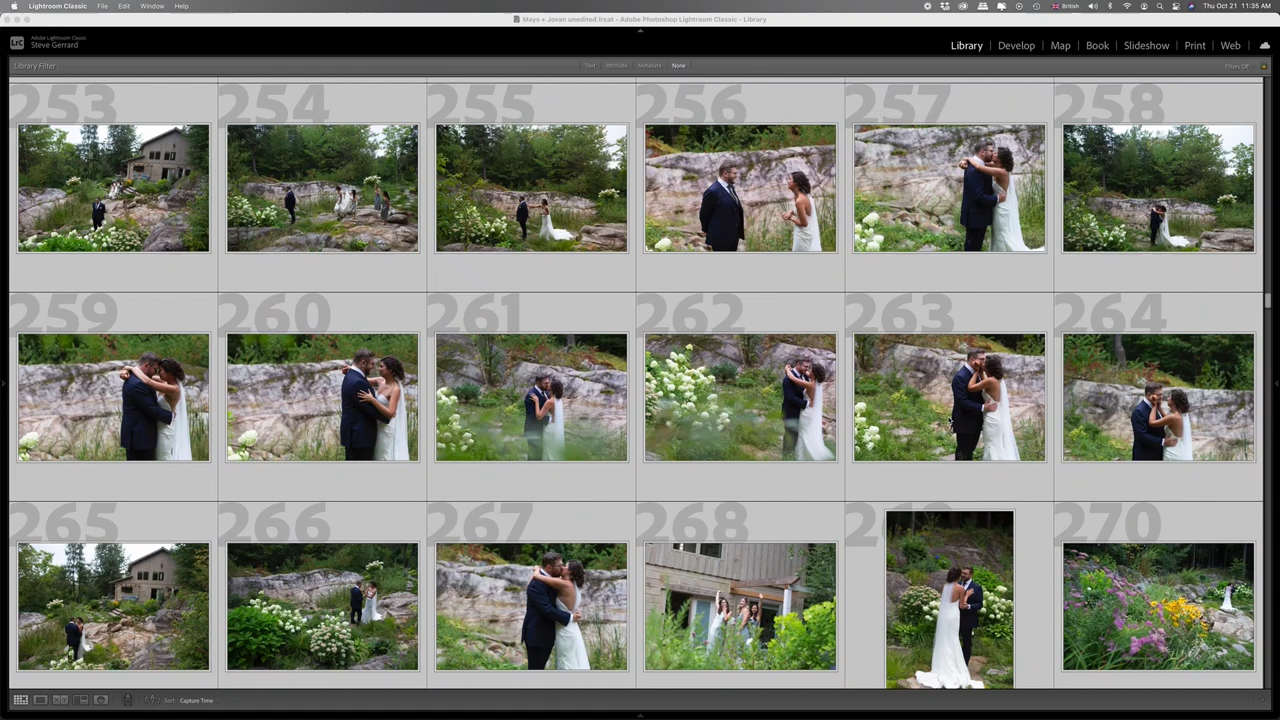 Lightroom Classic File Edit Window Help
British Thu Oct 21 11:35 AM
Mays + Jovan unedited.lrcat - Adobe Photoshop Lightroom Classic - Library
LrC Adobe Lightroom Classic
Steve Gerrard
Library | Develop | Map | Book | Slideshow | Print | Web
Library Filter : Text Attribute Metadata None Filters Off
253 254 255 256 257 258
259 260 261 262 263 264
265 266 267 268 270
Sort: Capture Time